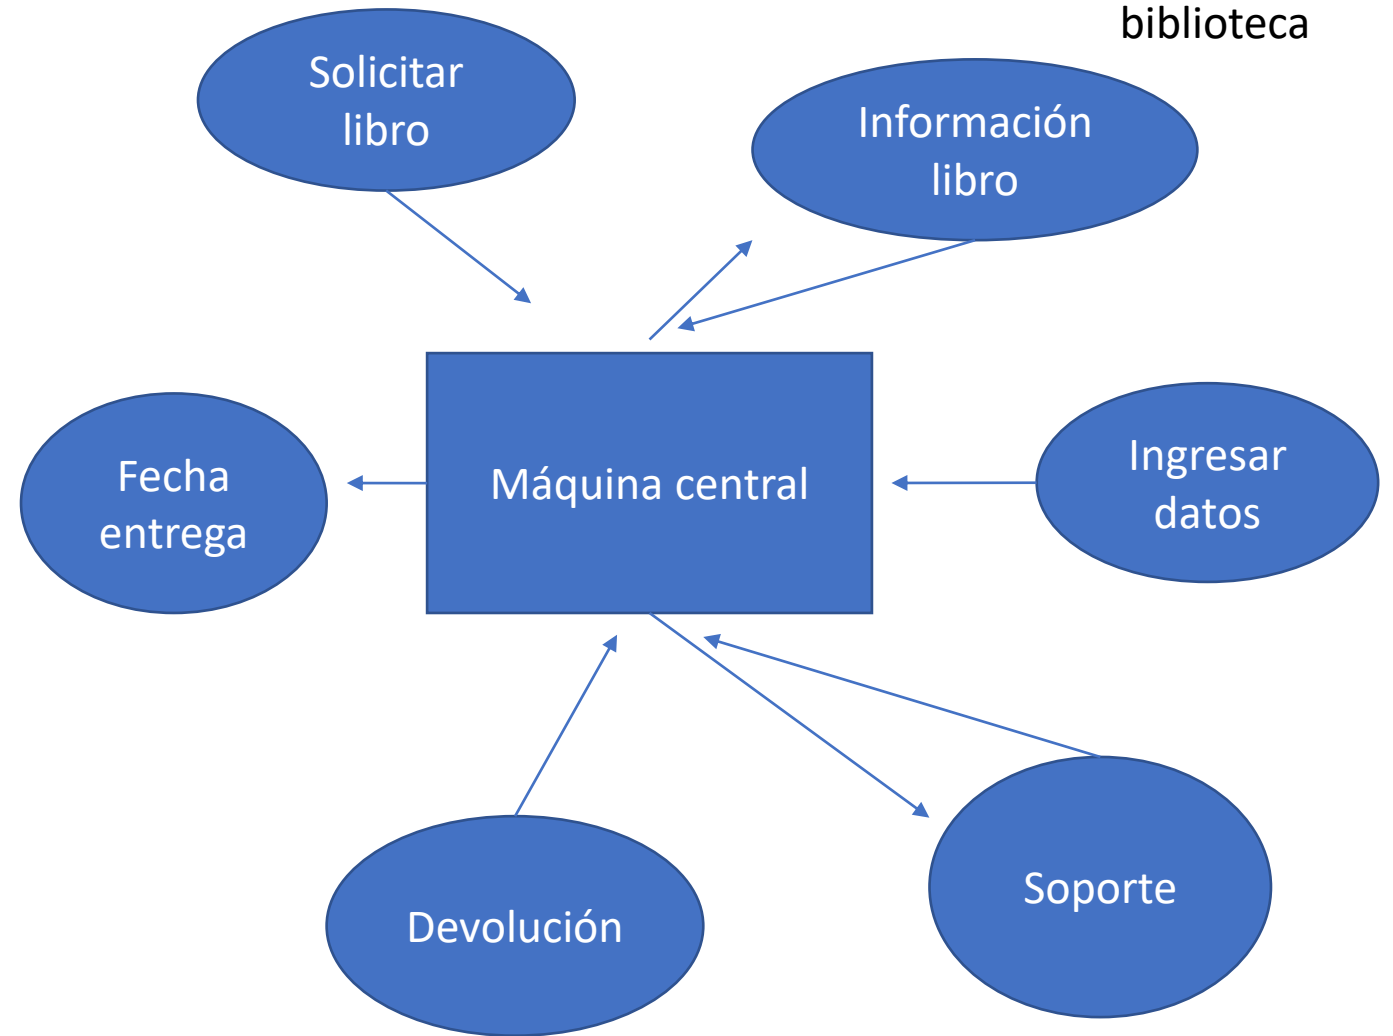 biblioteca
Solicitar
libro
Información
libro
Fecha
entrega
Máquina central
Ingresar
datos
Devolución
Soporte